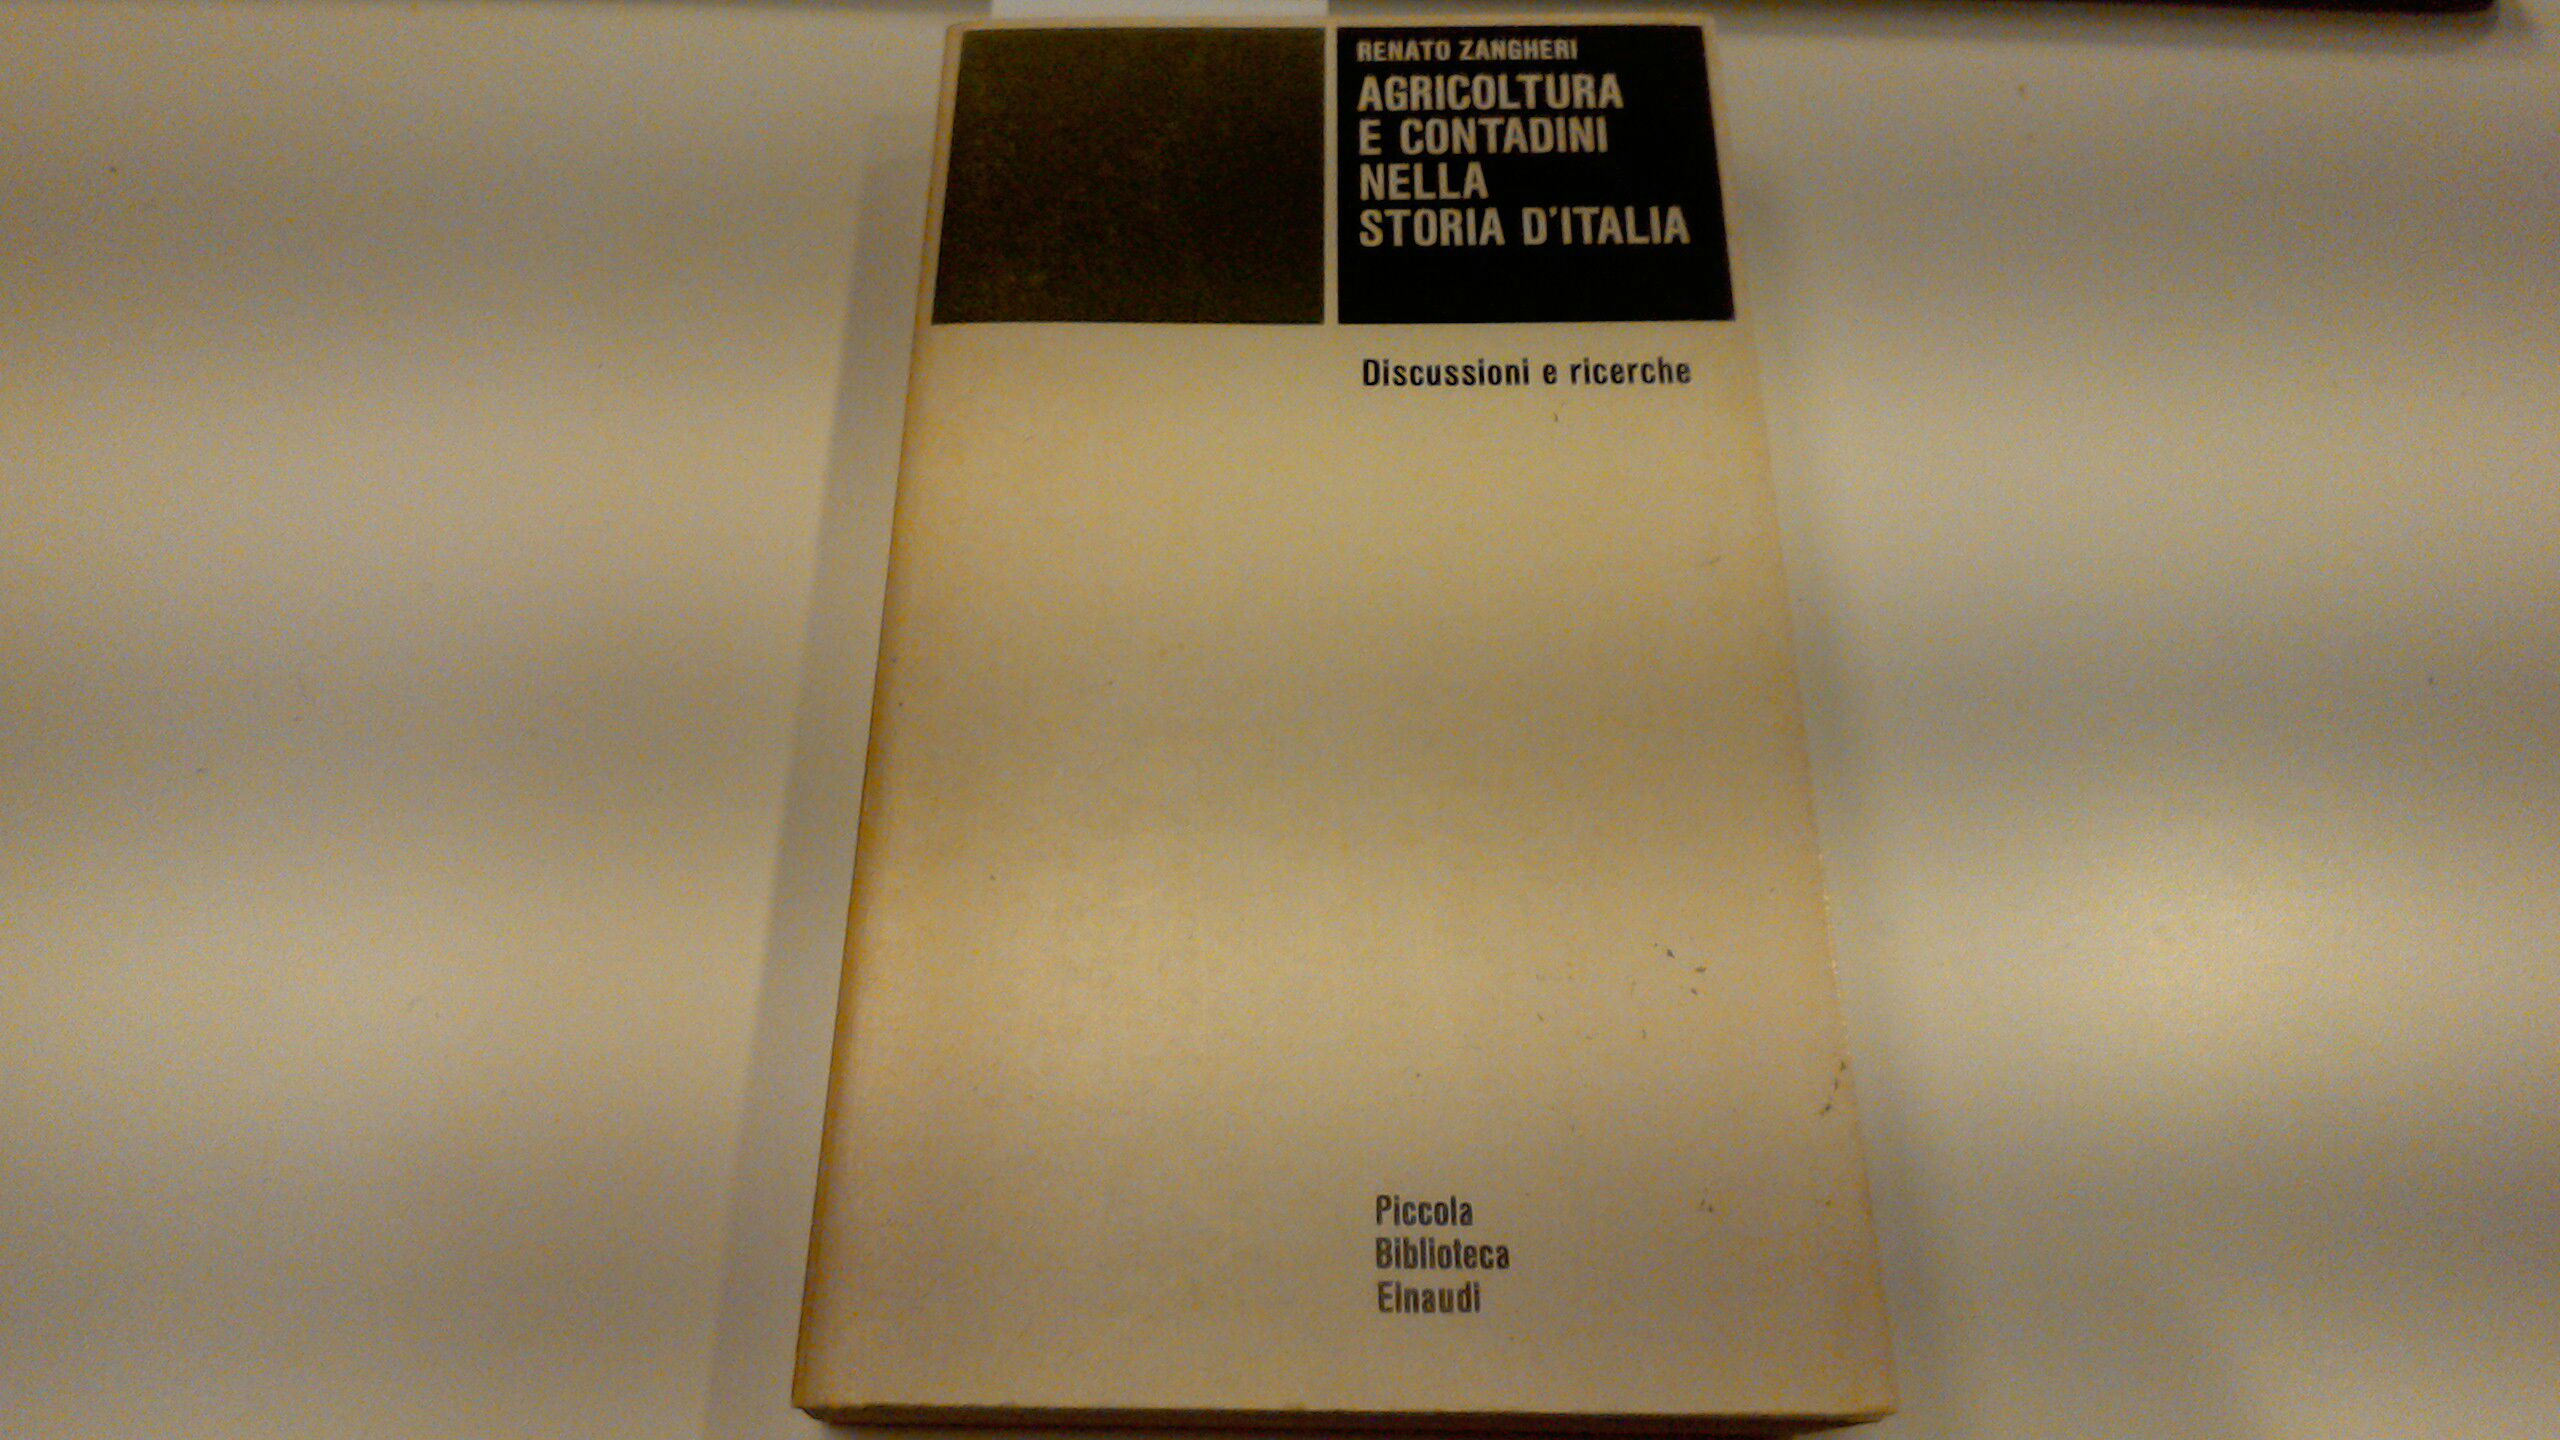 RENATO ZANGHERI
AGRICOLTURA
E CONTADINI
NELLA
STORIA D'ITALIA
Discussioni e ricerche
Piccola
Biblioteca
Einaudi